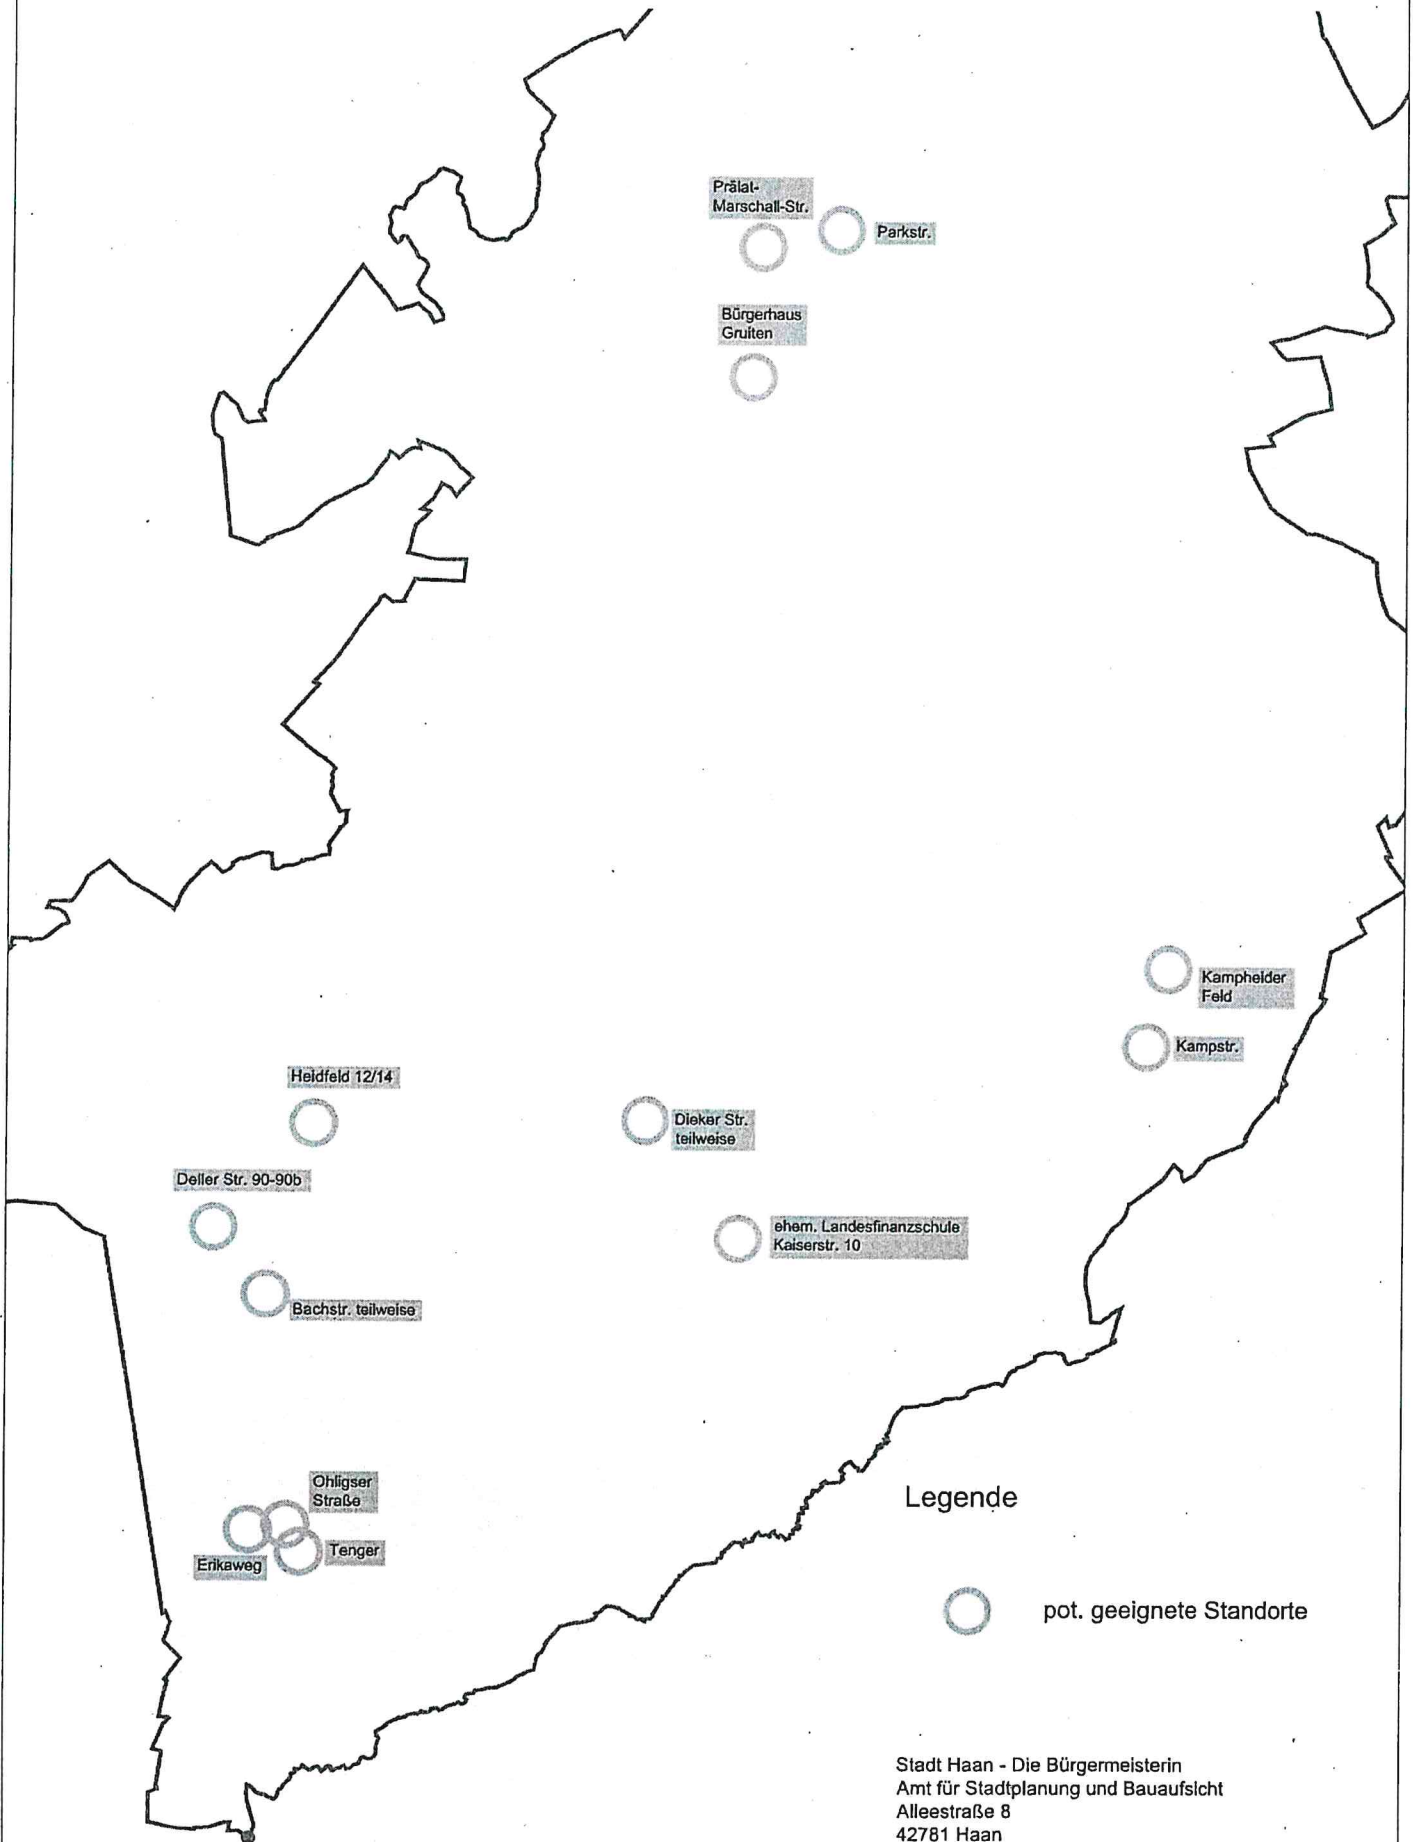 Prälat-
Marschall-Str.
Parkstr.
Bürgerhaus
Gruiten
Kampheider
Feld
Kampstr.
Heidfeld 12/14
Dieker Str.
teilweise
Deller Str. 90-90b
ehem. Landesfinanzschule
Kaiserstr. 10
Bachstr. teilweise
Ohligser
Straße
Tenger
Erikaweg
Legende
pot. geeignete Standorte
Stadt Haan - Die Bürgermeisterin
Amt für Stadtplanung und Bauaufsicht
Alleestraße 8
42781 Haan